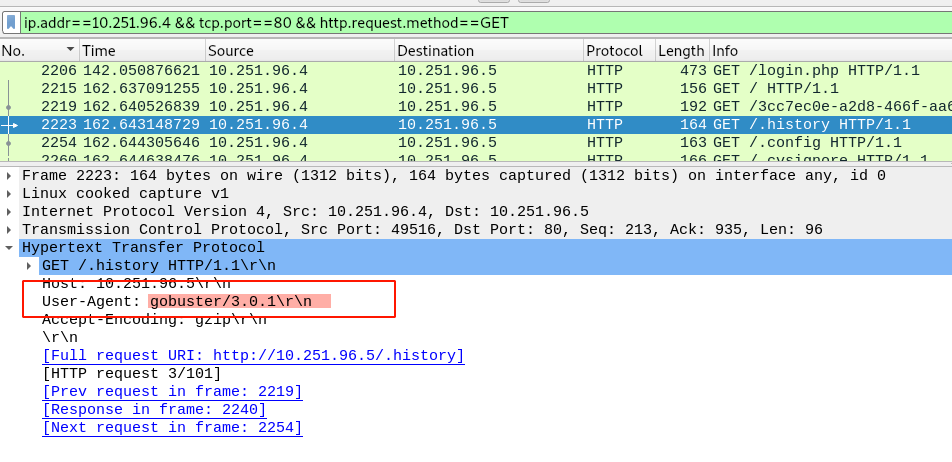 ip.addr==10.251.96.4 && tcp.port==80 && http.request.method==GET
No. Time Source Destination Protocol Length Info
2206 142.050876621 10.251.96.4 10.251.96.5 HTTP 473 GET /login.php HTTP/1.1
2215 162.637091255 10.251.96.4 10.251.96.5 HTTP 156 GET / HTTP/1.1
2219 162.640526839 10.251.96.4 10.251.96.5 HTTP 192 GET /3cc7ec0e-a2d8-466f-aa6
2223 162.643148729 10.251.96.4 10.251.96.5 HTTP 164 GET /.history HTTP/1.1
2254 162.644305646 10.251.96.4 10.251.96.5 HTTP 163 GET /.config HTTP/1.1
2260 162.644638476 10.251.96.4 10.251.96.5 HTTP 166 GET /.cvsignore HTTP/1.1
Frame 2223: 164 bytes on wire (1312 bits), 164 bytes captured (1312 bits) on interface any, id 0
Linux cooked capture v1
Internet Protocol Version 4, Src: 10.251.96.4, Dst: 10.251.96.5
Transmission Control Protocol, Src Port: 49516, Dst Port: 80, Seq: 213, Ack: 935, Len: 96
Hypertext Transfer Protocol
GET /.history HTTP/1.1\r\n
Host: 10.251.96.5\r\n
User-Agent: gobuster/3.0.1\r\n
Accept-Encoding: gzip\r\n
\r\n
[Full request URI: http://10.251.96.5/.history]
[HTTP request 3/101]
[Prev request in frame: 2219]
[Response in frame: 2240]
[Next request in frame: 2254]